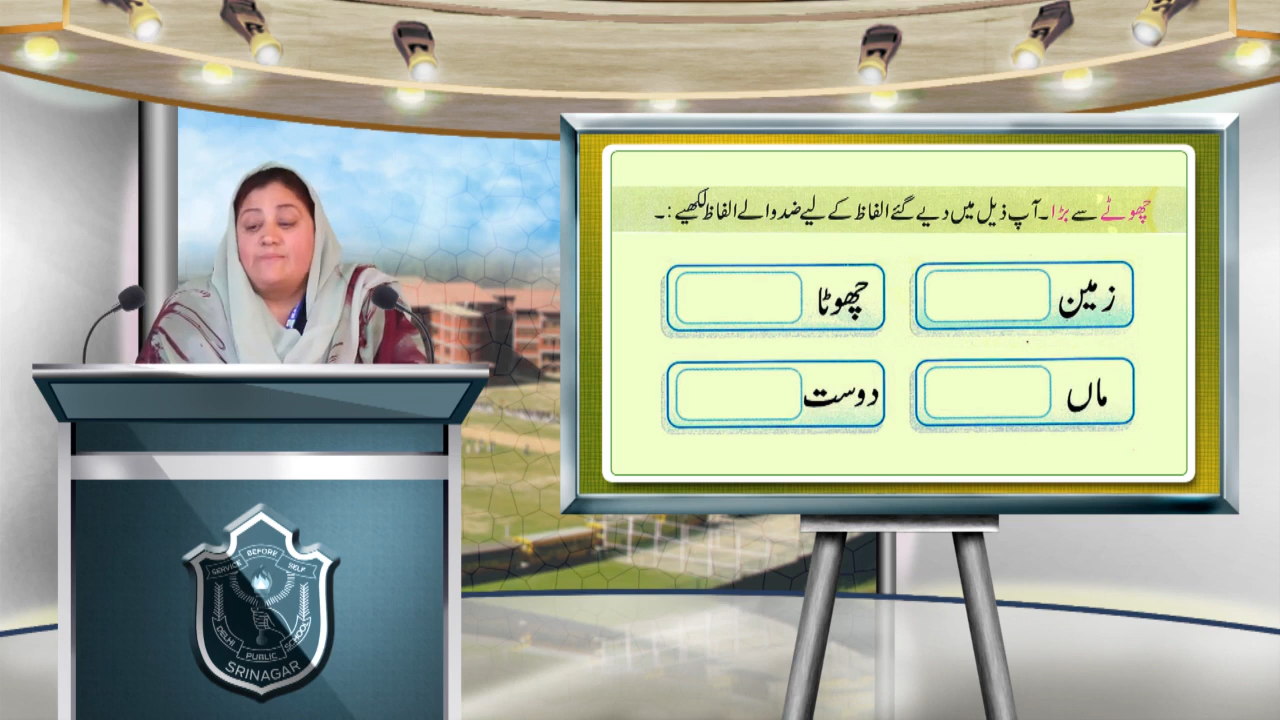 چھوٹے سے بڑا۔ آپ ذیل میں دیے گئے الفاظ کے لیے ضد والے الفاظ لکھیے:۔
زمین
چھوٹا
ماں
دوست
SERVICE BEFORE SELF
DELHI PUBLIC SCHOOL
SRINAGAR